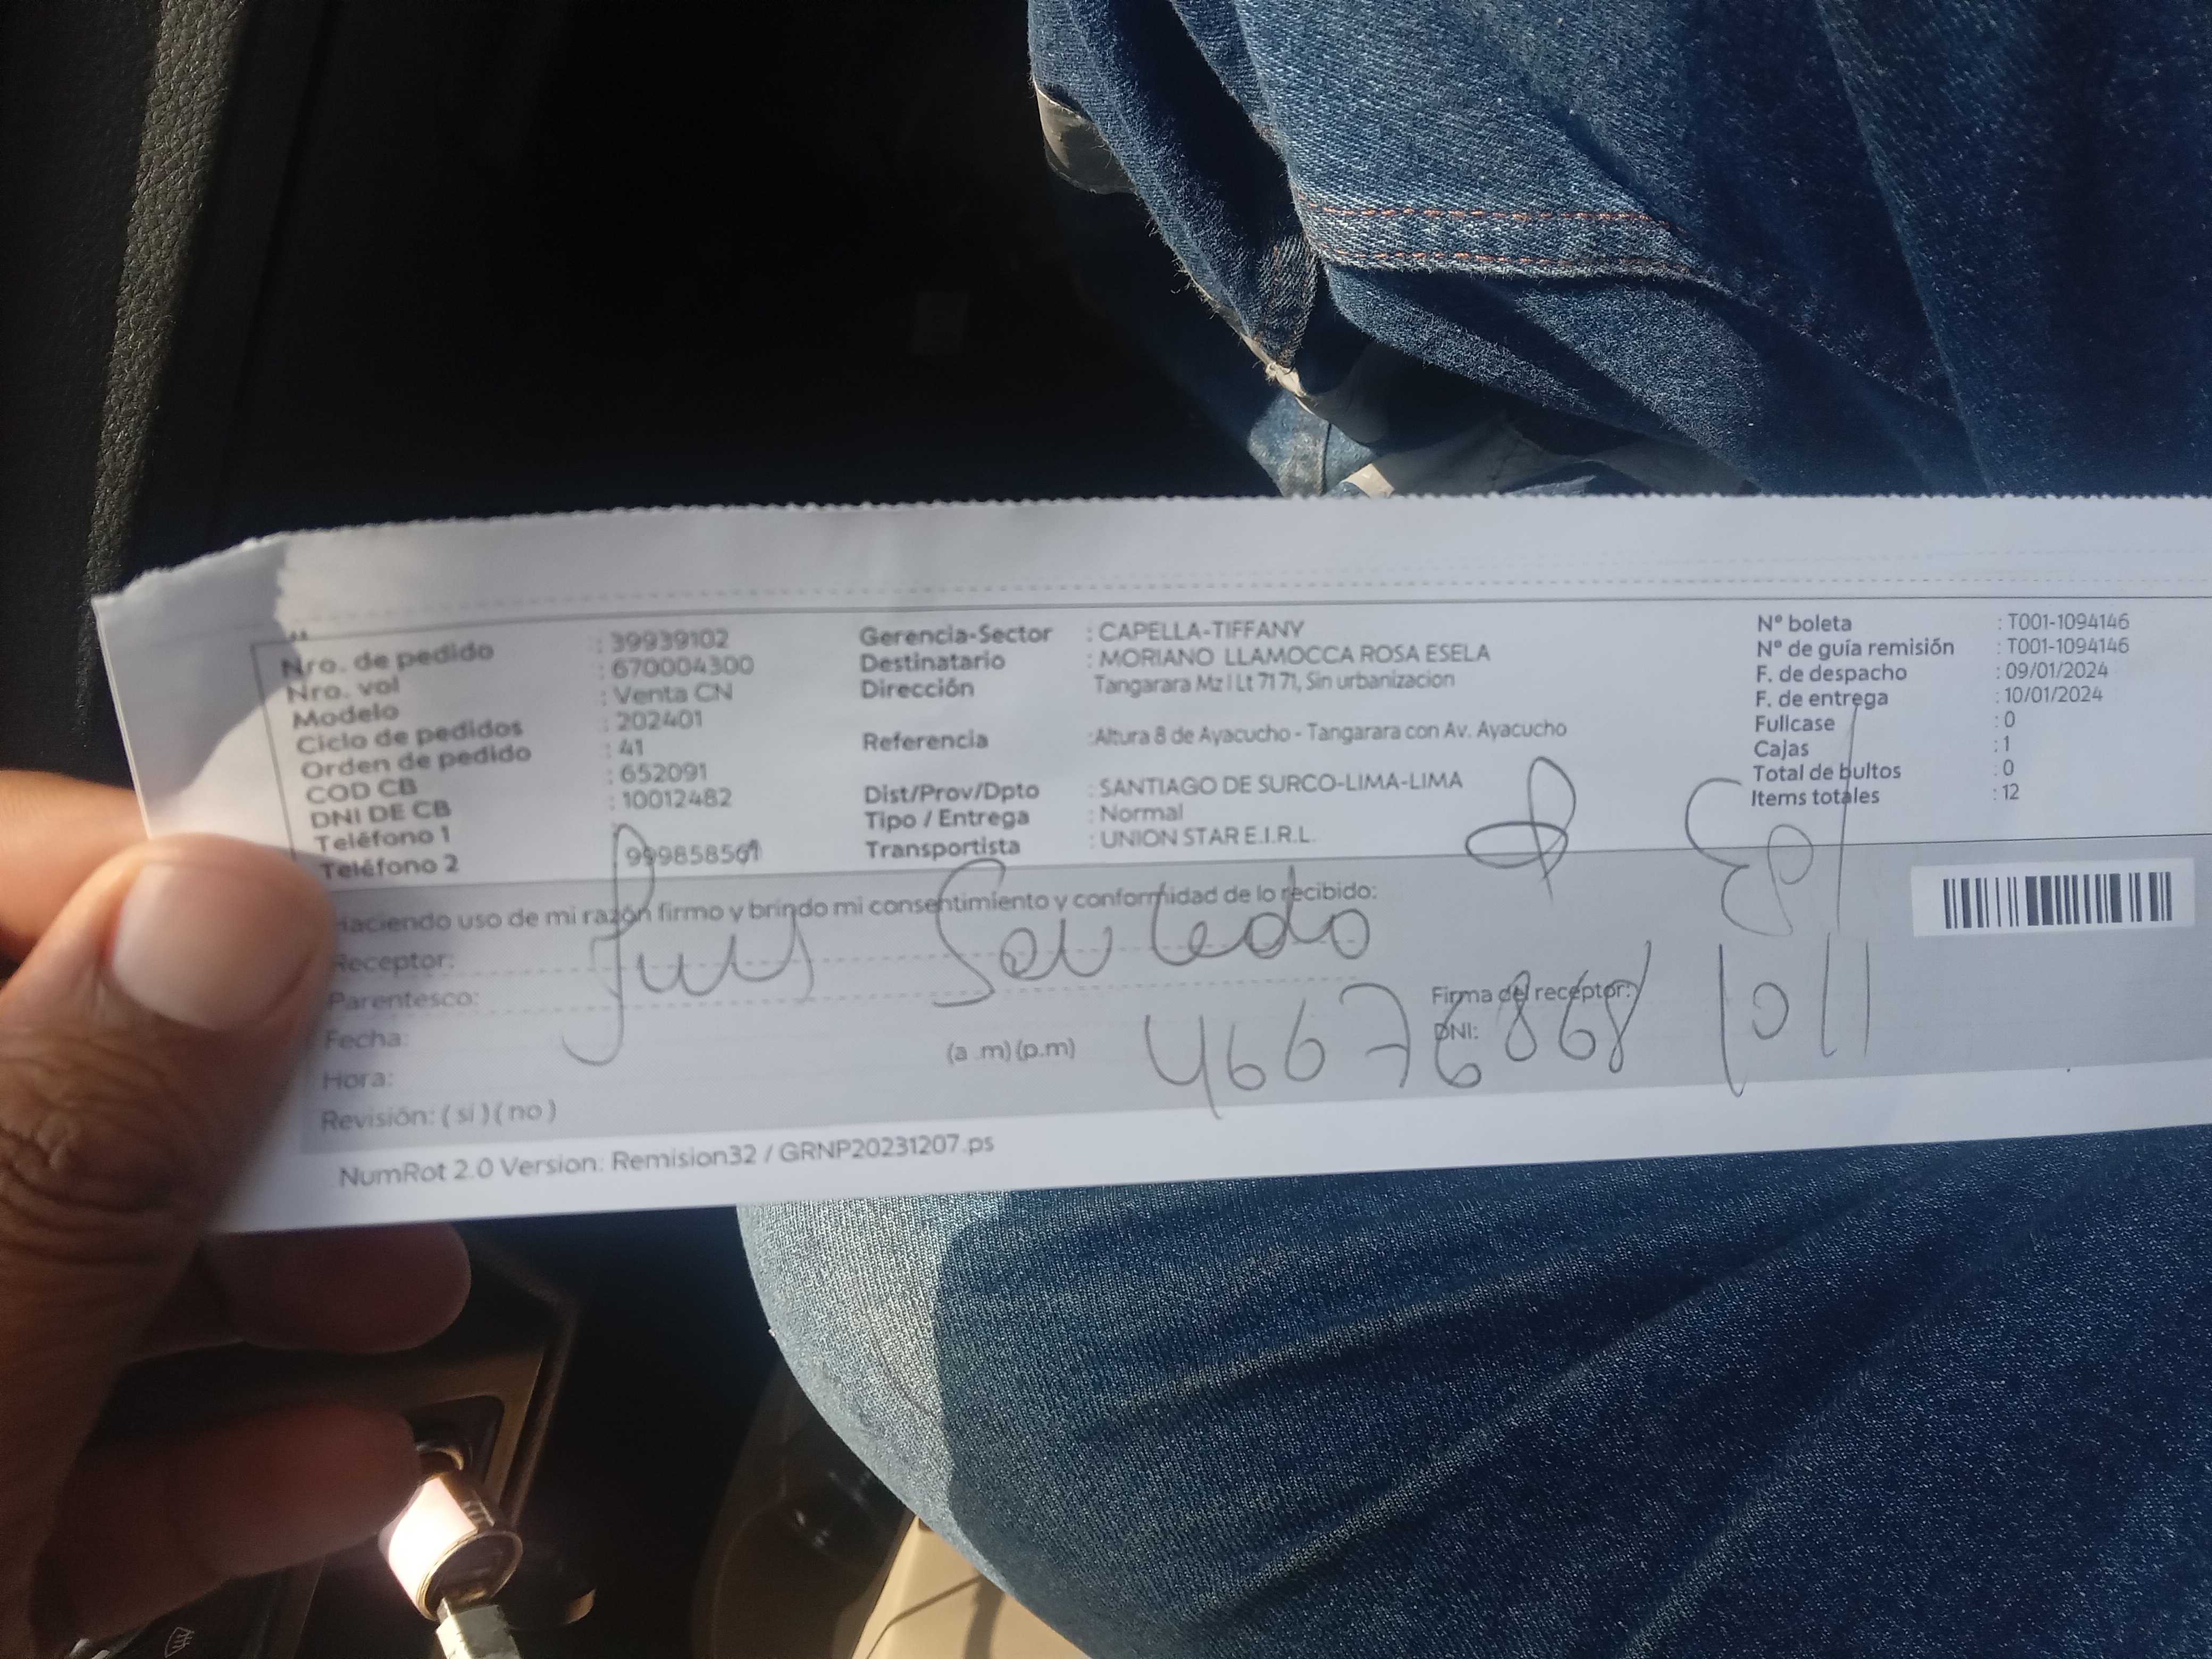 Nro. de pedido : 39939102
Nro. vol : 670004300
Modelo : Venta CN
Ciclo de pedidos : 202401
Orden de pedido : 41
COD CB : 652091
DNI DE CB : 10012482
Teléfono 1
Teléfono 2 999858501
Gerencia-Sector : CAPELLA-TIFFANY
Destinatario : MORIANO LLAMOCCA ROSA ESELA
Dirección Tangarara Mz I Lt 71 71, Sin urbanizacion
Referencia :Altura 8 de Ayacucho - Tangarara con Av. Ayacucho
Dist/Prov/Dpto : SANTIAGO DE SURCO-LIMA-LIMA
Tipo / Entrega : Normal
Transportista : UNION STAR E.I.R.L.
N° boleta : T001-1094146
N° de guía remisión : T001-1094146
F. de despacho : 09/01/2024
F. de entrega : 10/01/2024
Fullcase : 0
Cajas : 1
Total de bultos : 0
Items totales : 12
Haciendo uso de mi razón firmo y brindo mi consentimiento y conformidad de lo recibido:
Receptor: Luis
Parentesco:
Fecha:
Hora: (a .m) (p.m)
Revisión: ( si ) ( no )
Firma del receptor:
DNI:
NumRot 2.0 Version: Remision32 / GRNP20231207.ps